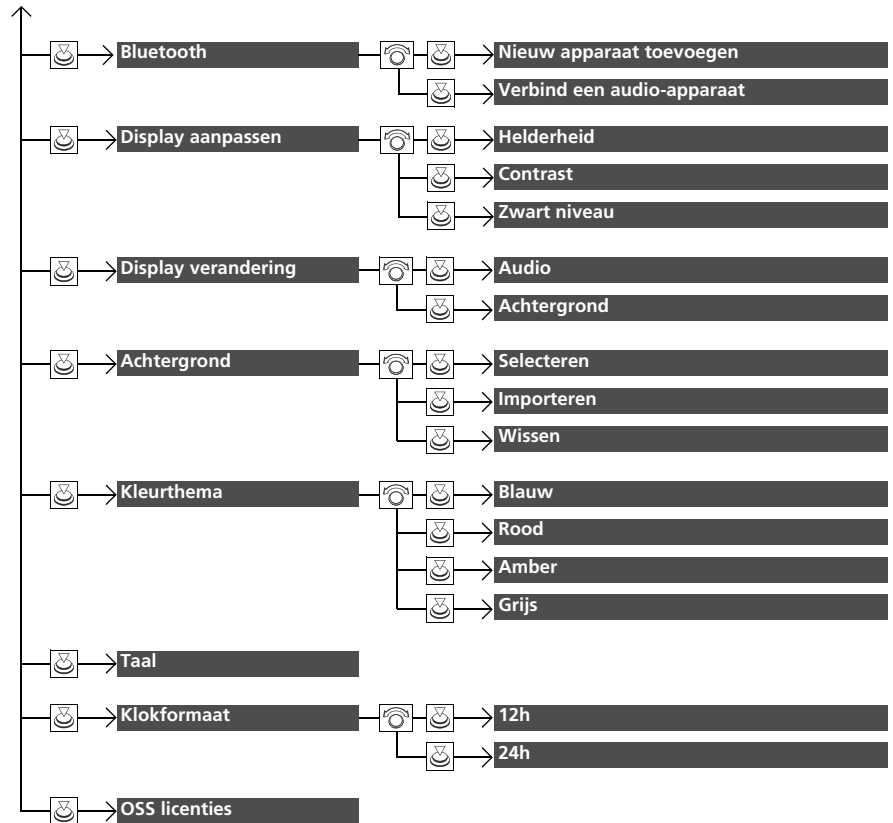 Bluetooth
Nieuw apparaat toevoegen
Verbind een audio-apparaat
Display aanpassen
Helderheid
Contrast
Zwart niveau
Display verandering
Audio
Achtergrond
Achtergrond
Selecteren
Importeren
Wissen
Kleurthema
Blauw
Rood
Amber
Grijs
Taal
Klokformaat
12h
24h
OSS licenties